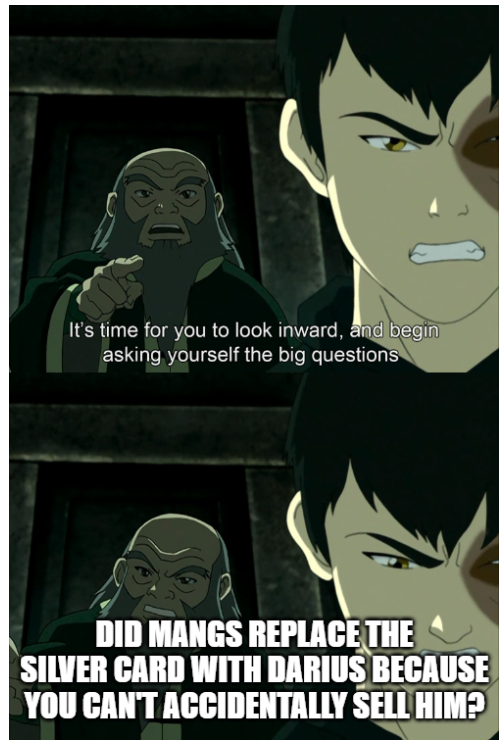 It's time for you to look inward, and begin
asking yourself the big questions
DID MANGS REPLACE THE
SILVER CARD WITH DARIUS BECAUSE
YOU CAN'T ACCIDENTALLY SELL HIM?